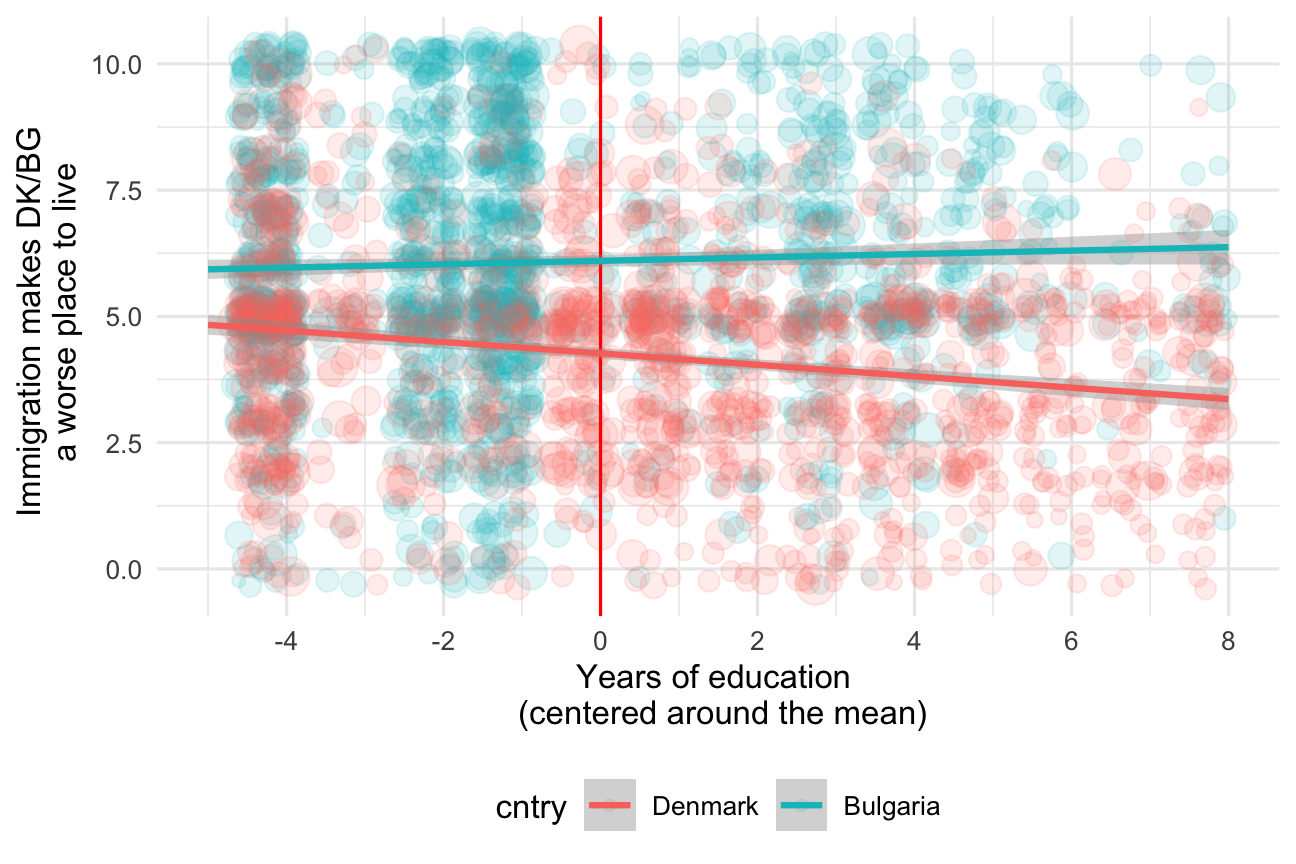 Immigration makes DK/BG
a worse place to live
10.0
7.5
5.0
2.5
0.0
-4 -2 0 2 4 6 8
Years of education
(centered around the mean)
cntry Denmark Bulgaria